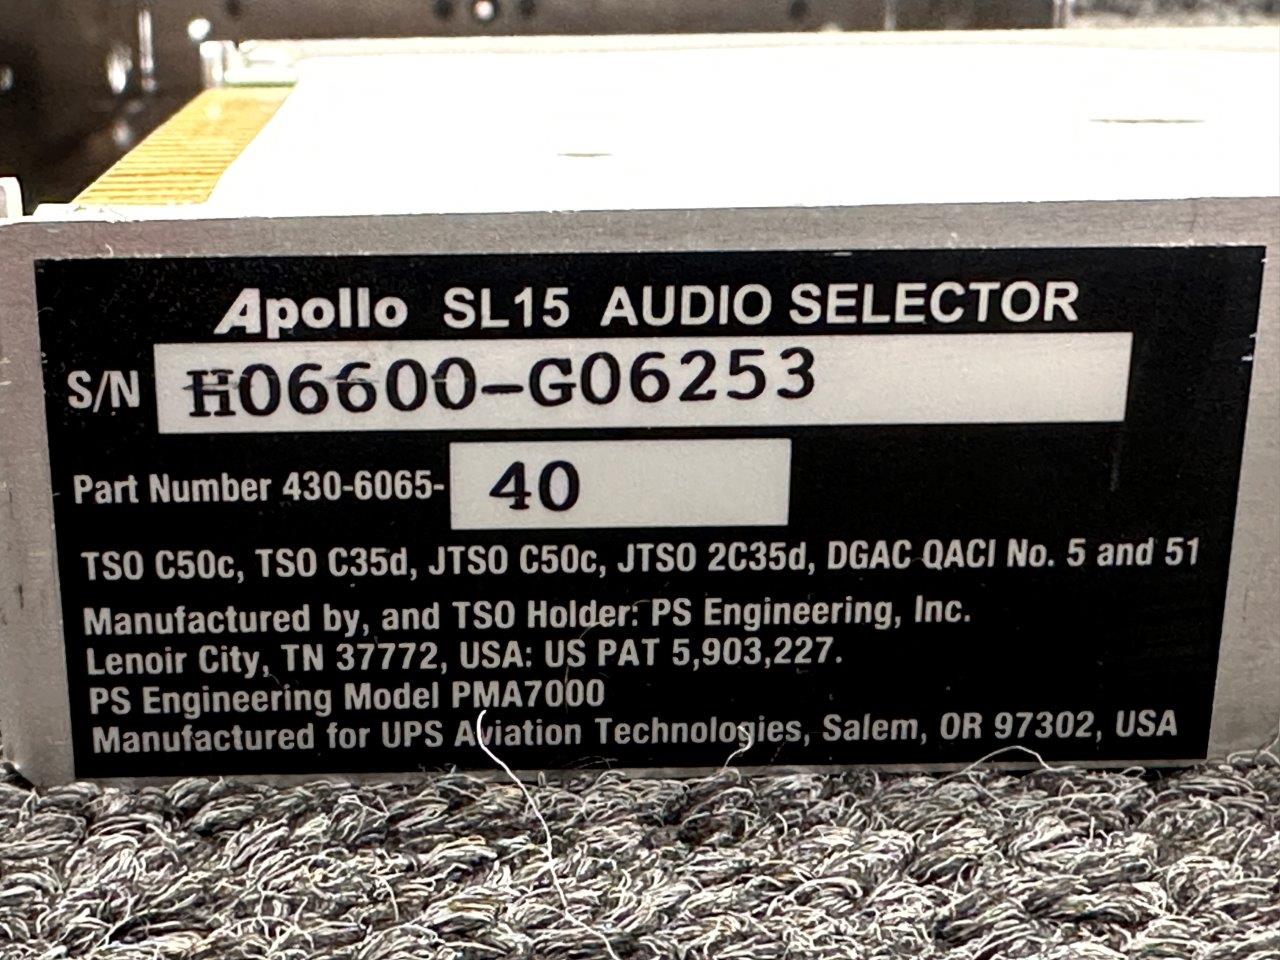 Apollo SL15 AUDIO SELECTOR
S/N H06600-G06253
Part Number 430-6065- 40
TSO C50c, TSO C35d, JTSO C50c, JTSO 2C35d, DGAC QACI No. 5 and 51
Manufactured by, and TSO Holder: PS Engineering, Inc.
Lenoir City, TN 37772, USA: US PAT 5,903,227.
PS Engineering Model PMA7000
Manufactured for UPS Aviation Technologies, Salem, OR 97302, USA